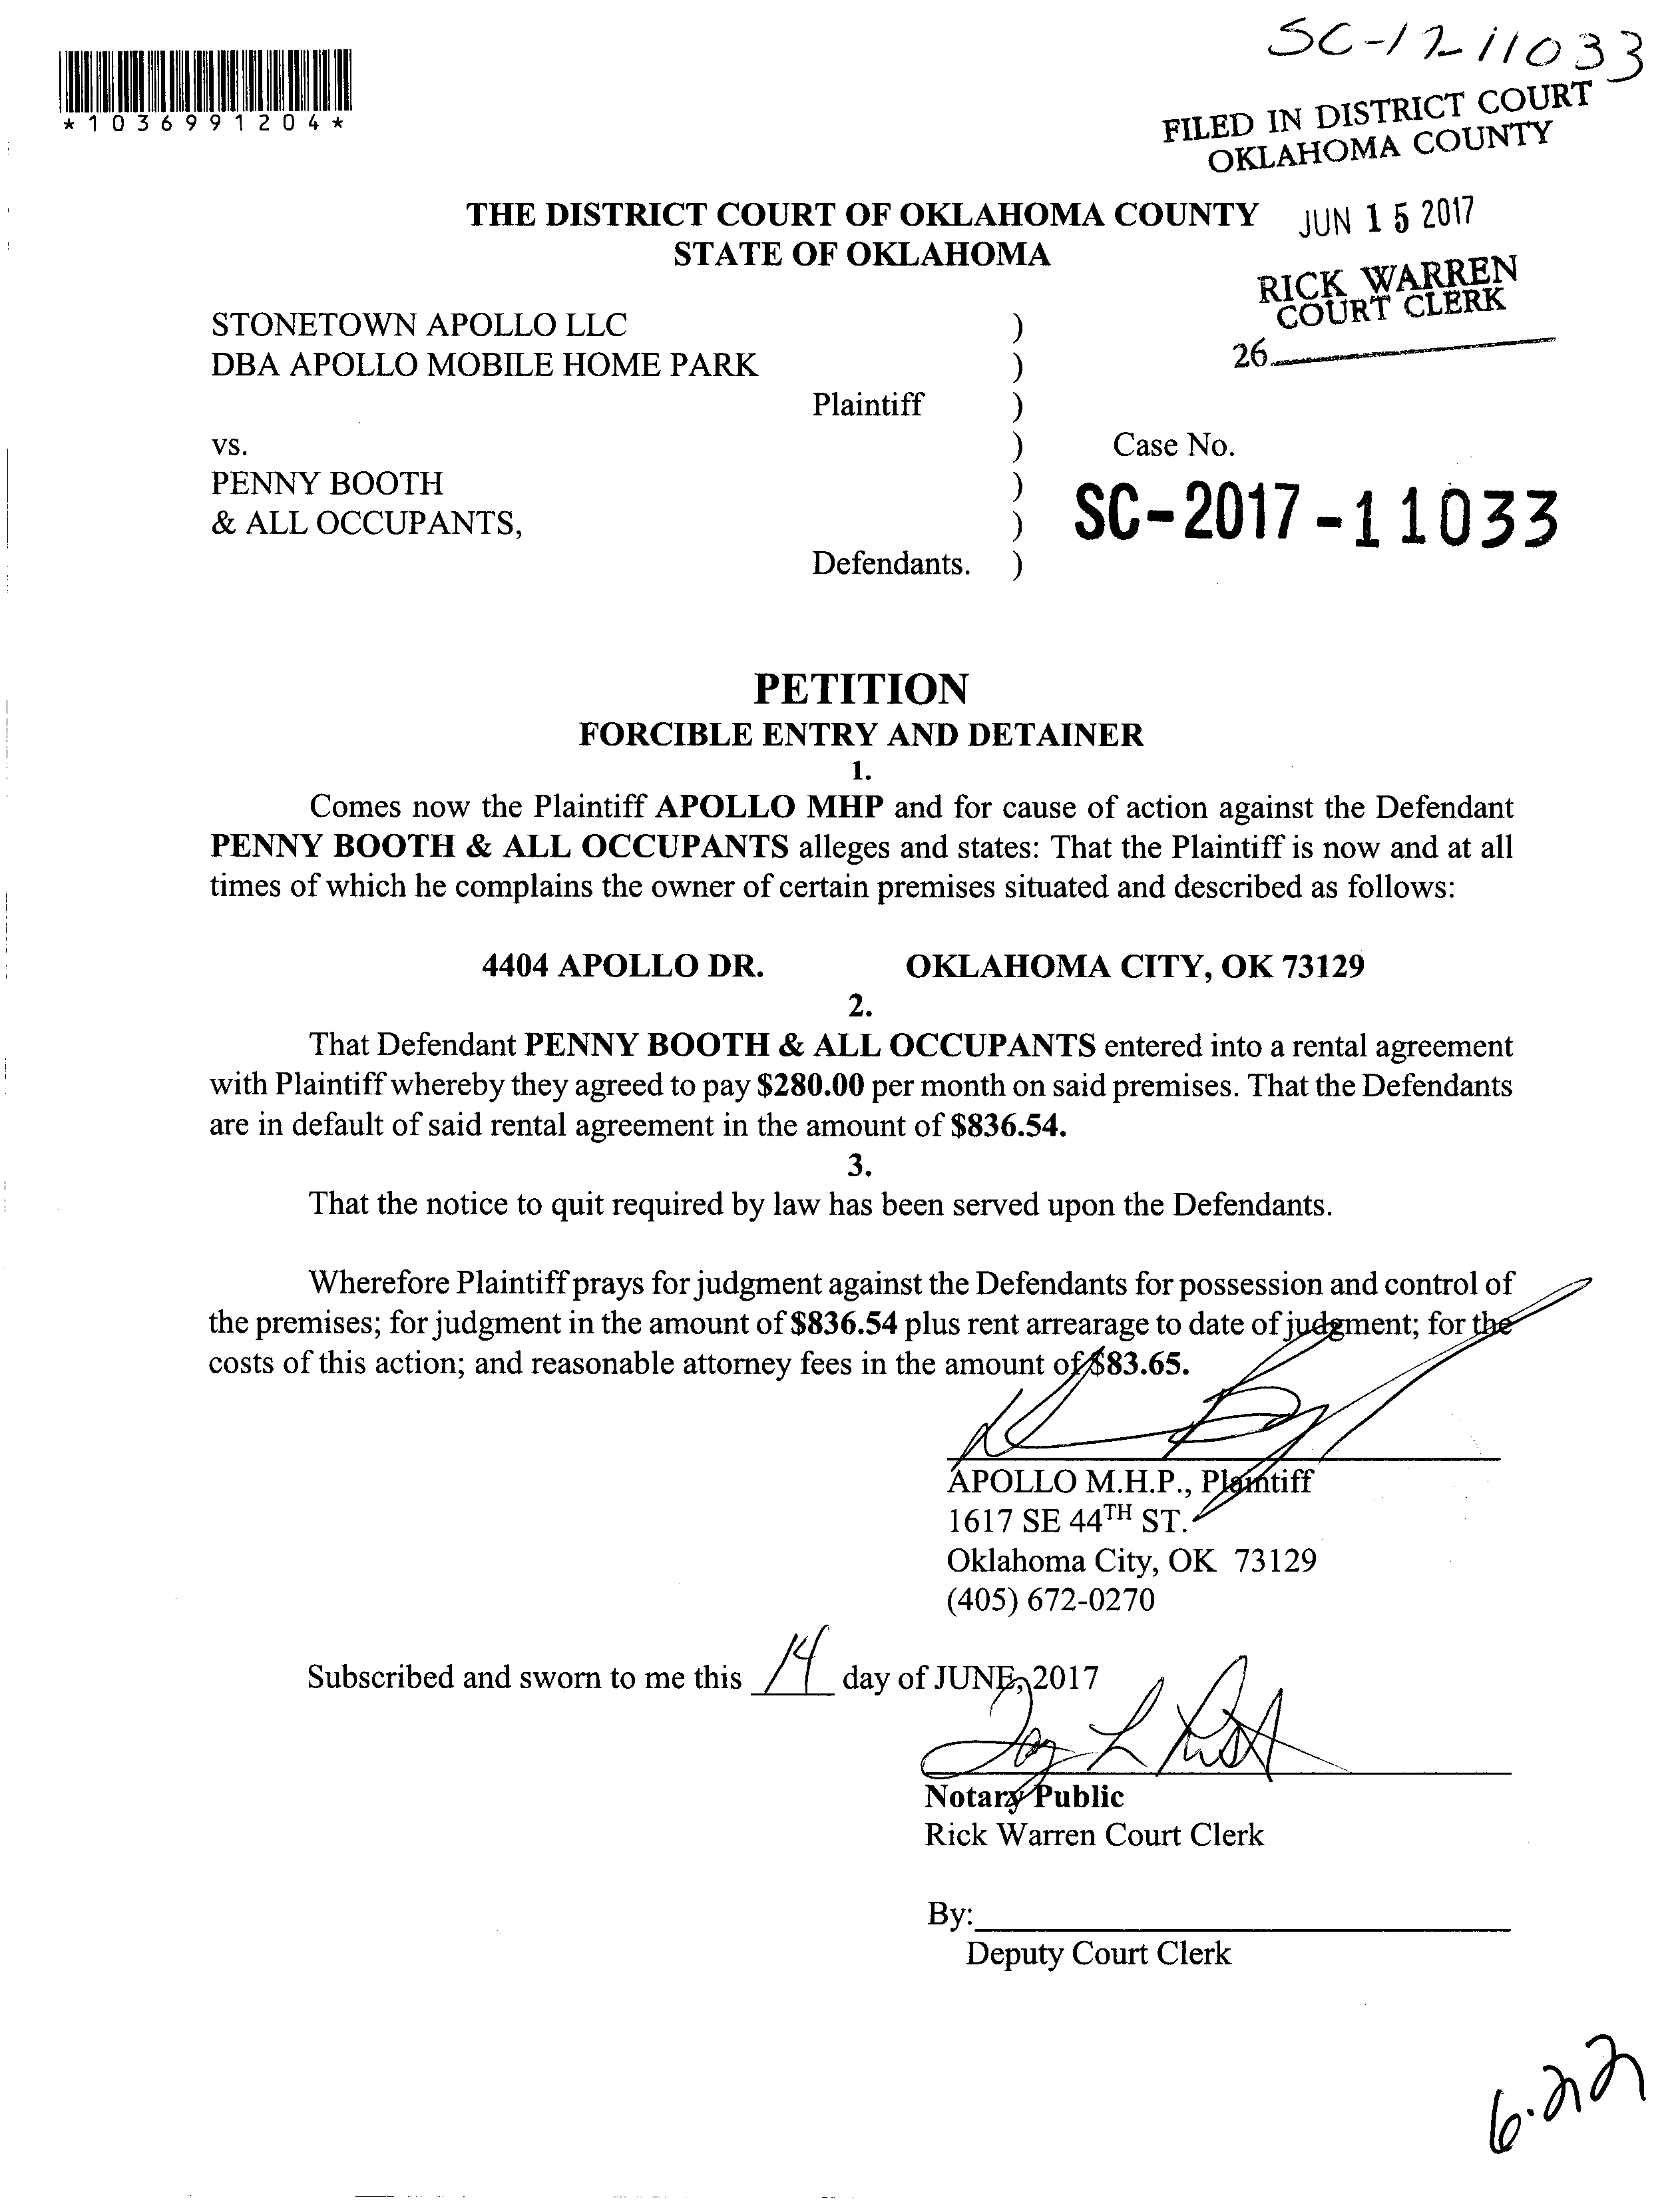 SC-17-11033
*1036991204*
FILED IN DISTRICT COURT
OKLAHOMA COUNTY
THE DISTRICT COURT OF OKLAHOMA COUNTY
STATE OF OKLAHOMA
JUN 15 2017
RICK WARREN
COURT CLERK
26
STONETOWN APOLLO LLC )
DBA APOLLO MOBILE HOME PARK )
Plaintiff )
vs. ) Case No.
PENNY BOOTH )
& ALL OCCUPANTS, ) SC-2017-11033
Defendants. )
PETITION
FORCIBLE ENTRY AND DETAINER
1.
Comes now the Plaintiff APOLLO MHP and for cause of action against the Defendant
PENNY BOOTH & ALL OCCUPANTS alleges and states: That the Plaintiff is now and at all
times of which he complains the owner of certain premises situated and described as follows:
4404 APOLLO DR. OKLAHOMA CITY, OK 73129
2.
That Defendant PENNY BOOTH & ALL OCCUPANTS entered into a rental agreement
with Plaintiff whereby they agreed to pay $280.00 per month on said premises. That the Defendants
are in default of said rental agreement in the amount of $836.54.
3.
That the notice to quit required by law has been served upon the Defendants.
Wherefore Plaintiff prays for judgment against the Defendants for possession and control of
the premises; for judgment in the amount of $836.54 plus rent arrearage to date of judgment; for the
costs of this action; and reasonable attorney fees in the amount of $83.65.
APOLLO M.H.P., Plaintiff
1617 SE 44TH ST.
Oklahoma City, OK 73129
(405) 672-0270
Subscribed and sworn to me this 14 day of JUNE, 2017
Notary Public
Rick Warren Court Clerk
By:
Deputy Court Clerk
6.22